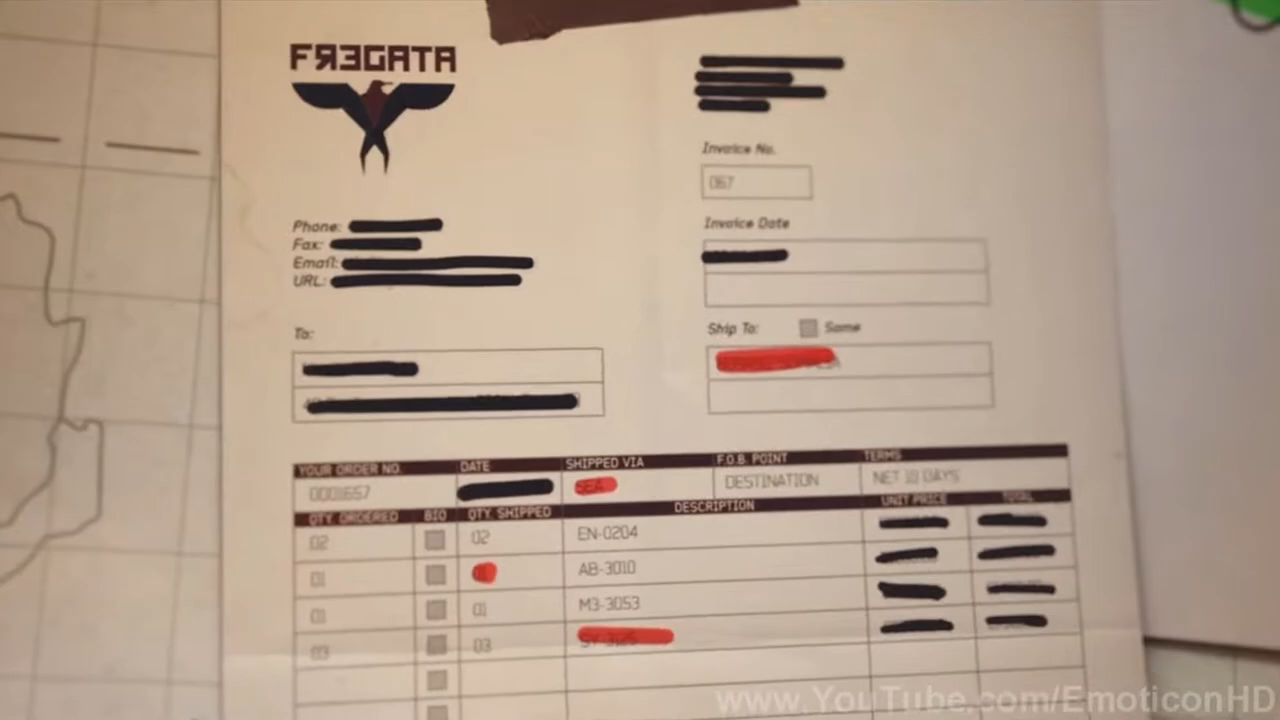 FЯEGATA
Invoice No.
067
Phone:
Invoice Date
Fax:
Email:
URL:
To:
Ship To: Same
YOUR ORDER NO. DATE SHIPPED VIA F.O.B. POINT TERMS
0001657 SEA DESTINATION NET 10 DAYS
QTY. ORDERED BIO QTY. SHIPPED DESCRIPTION UNIT PRICE TOTAL
02 02 EN-0204
01 AB-3010
01 01 M3-3053
03 03
www.YouTube.com/EmoticonHD